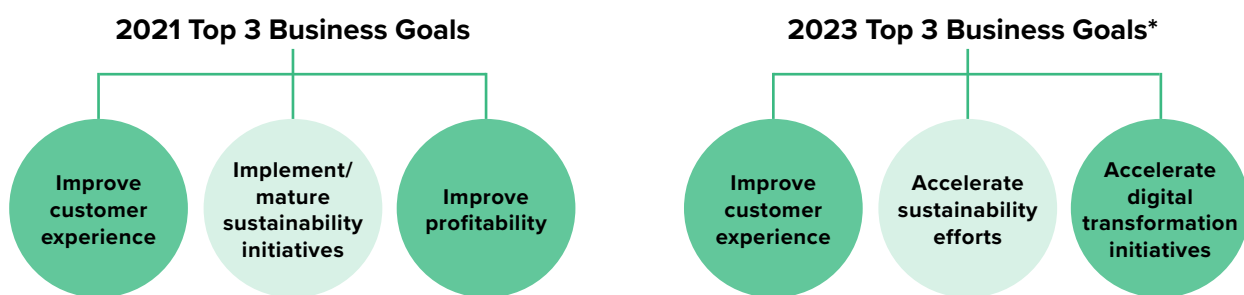 2021 Top 3 Business Goals
Improve
customer
experience
Implement/
mature
sustainability
initiatives
Improve
profitability
2023 Top 3 Business Goals*
Improve
customer
experience
Accelerate
sustainability
efforts
Accelerate
digital
transformation
initiatives